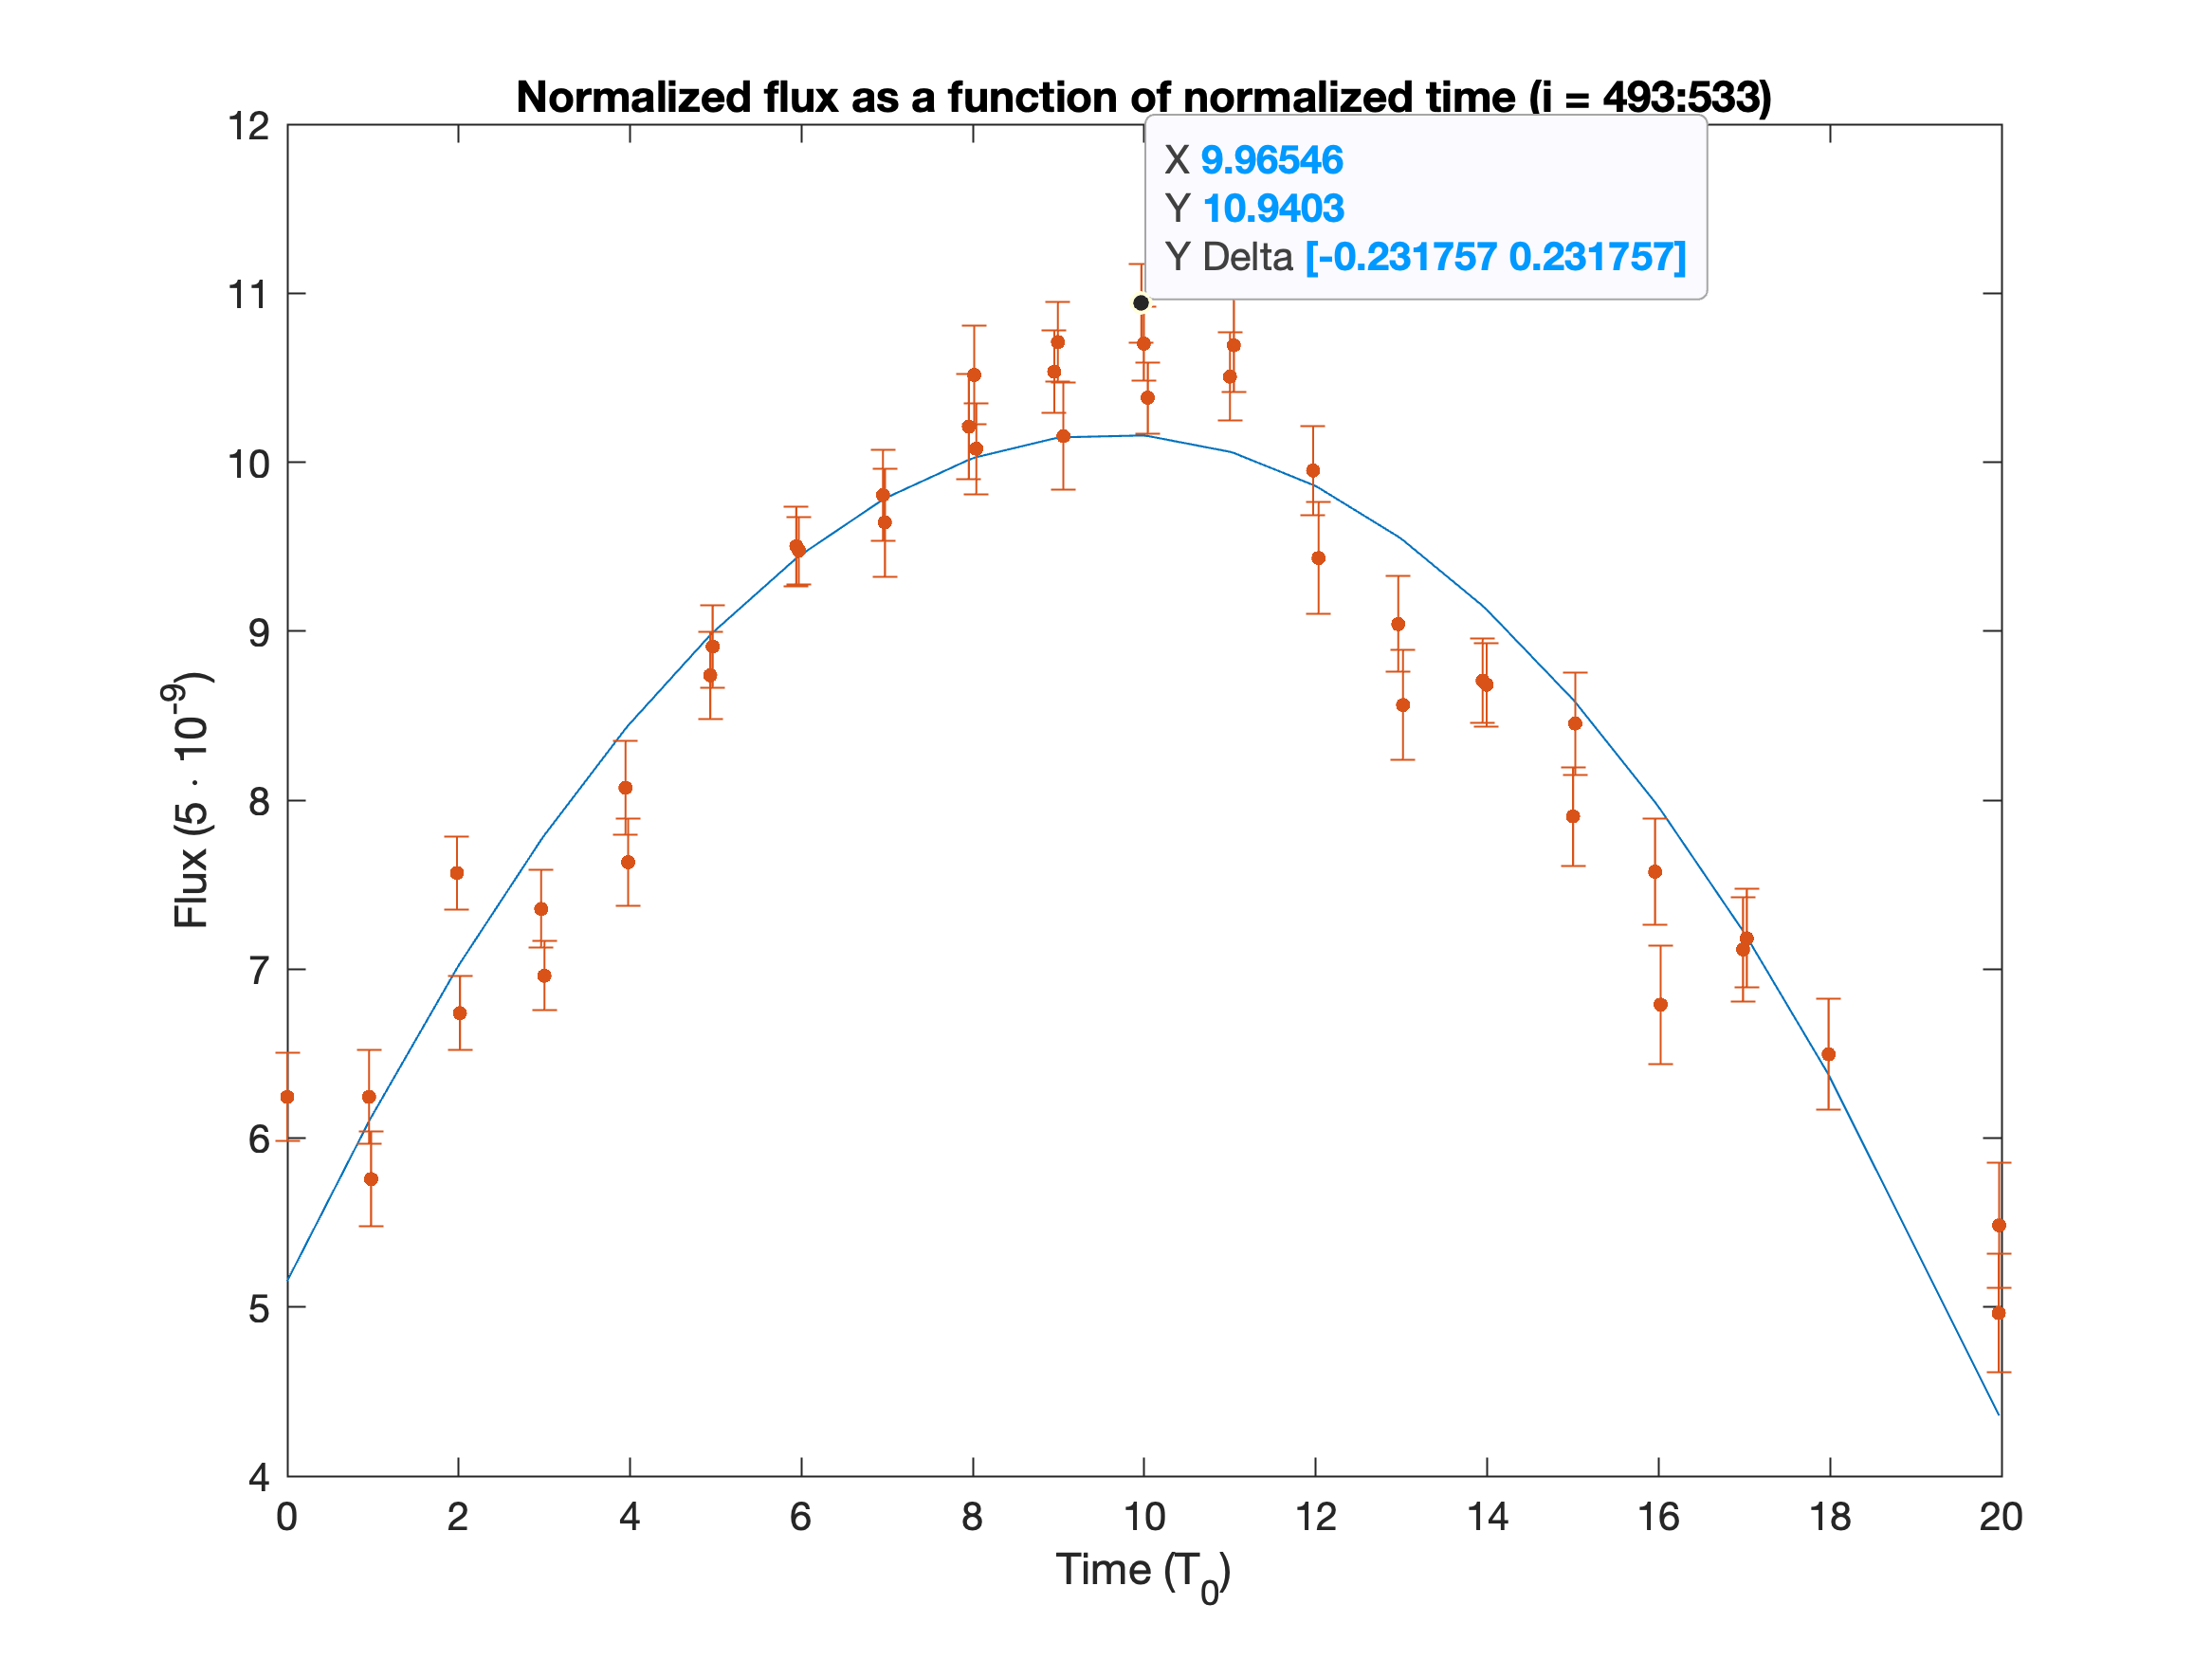 Normalized flux as a function of normalized time (i = 493:533)
X 9.96546
Y 10.9403
Y Delta [-0.231757 0.231757]
12
11
10
9
8
7
6
5
4
Flux (5 · 10⁻⁹)
0 2 4 6 8 10 12 14 16 18 20
Time (T₀)